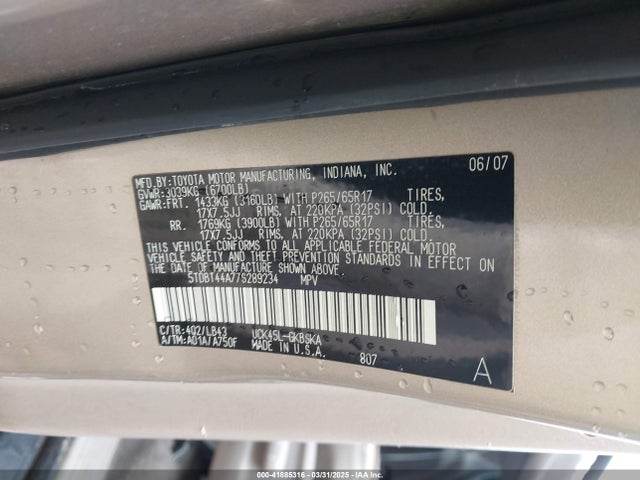 MFD.BY:TOYOTA MOTOR MANUFACTURING, INDIANA, INC. 06/07
GVWR:3039KG (6700LB)
GAWR:FRT. 1433KG (3160LB) WITH P265/65R17 TIRES,
17X7.5JJ RIMS, AT 220KPA (32PSI) COLD.
RR. 1769KG (3900LB) WITH P265/65R17 TIRES,
17X7.5JJ RIMS, AT 220KPA (32PSI) COLD.
THIS VEHICLE CONFORMS TO ALL APPLICABLE FEDERAL MOTOR
VEHICLE SAFETY AND THEFT PREVENTION STANDARDS IN EFFECT ON
THE DATE OF MANUFACTURE SHOWN ABOVE.
5TDBT44A77S289234 MPV
C/TR:4Q2/LB43 UCK45L-GKBSKA
A/TM:A01A/A750F MADE IN U.S.A. 807
A
000-41885316 - 03/31/2025 - IAA Inc.